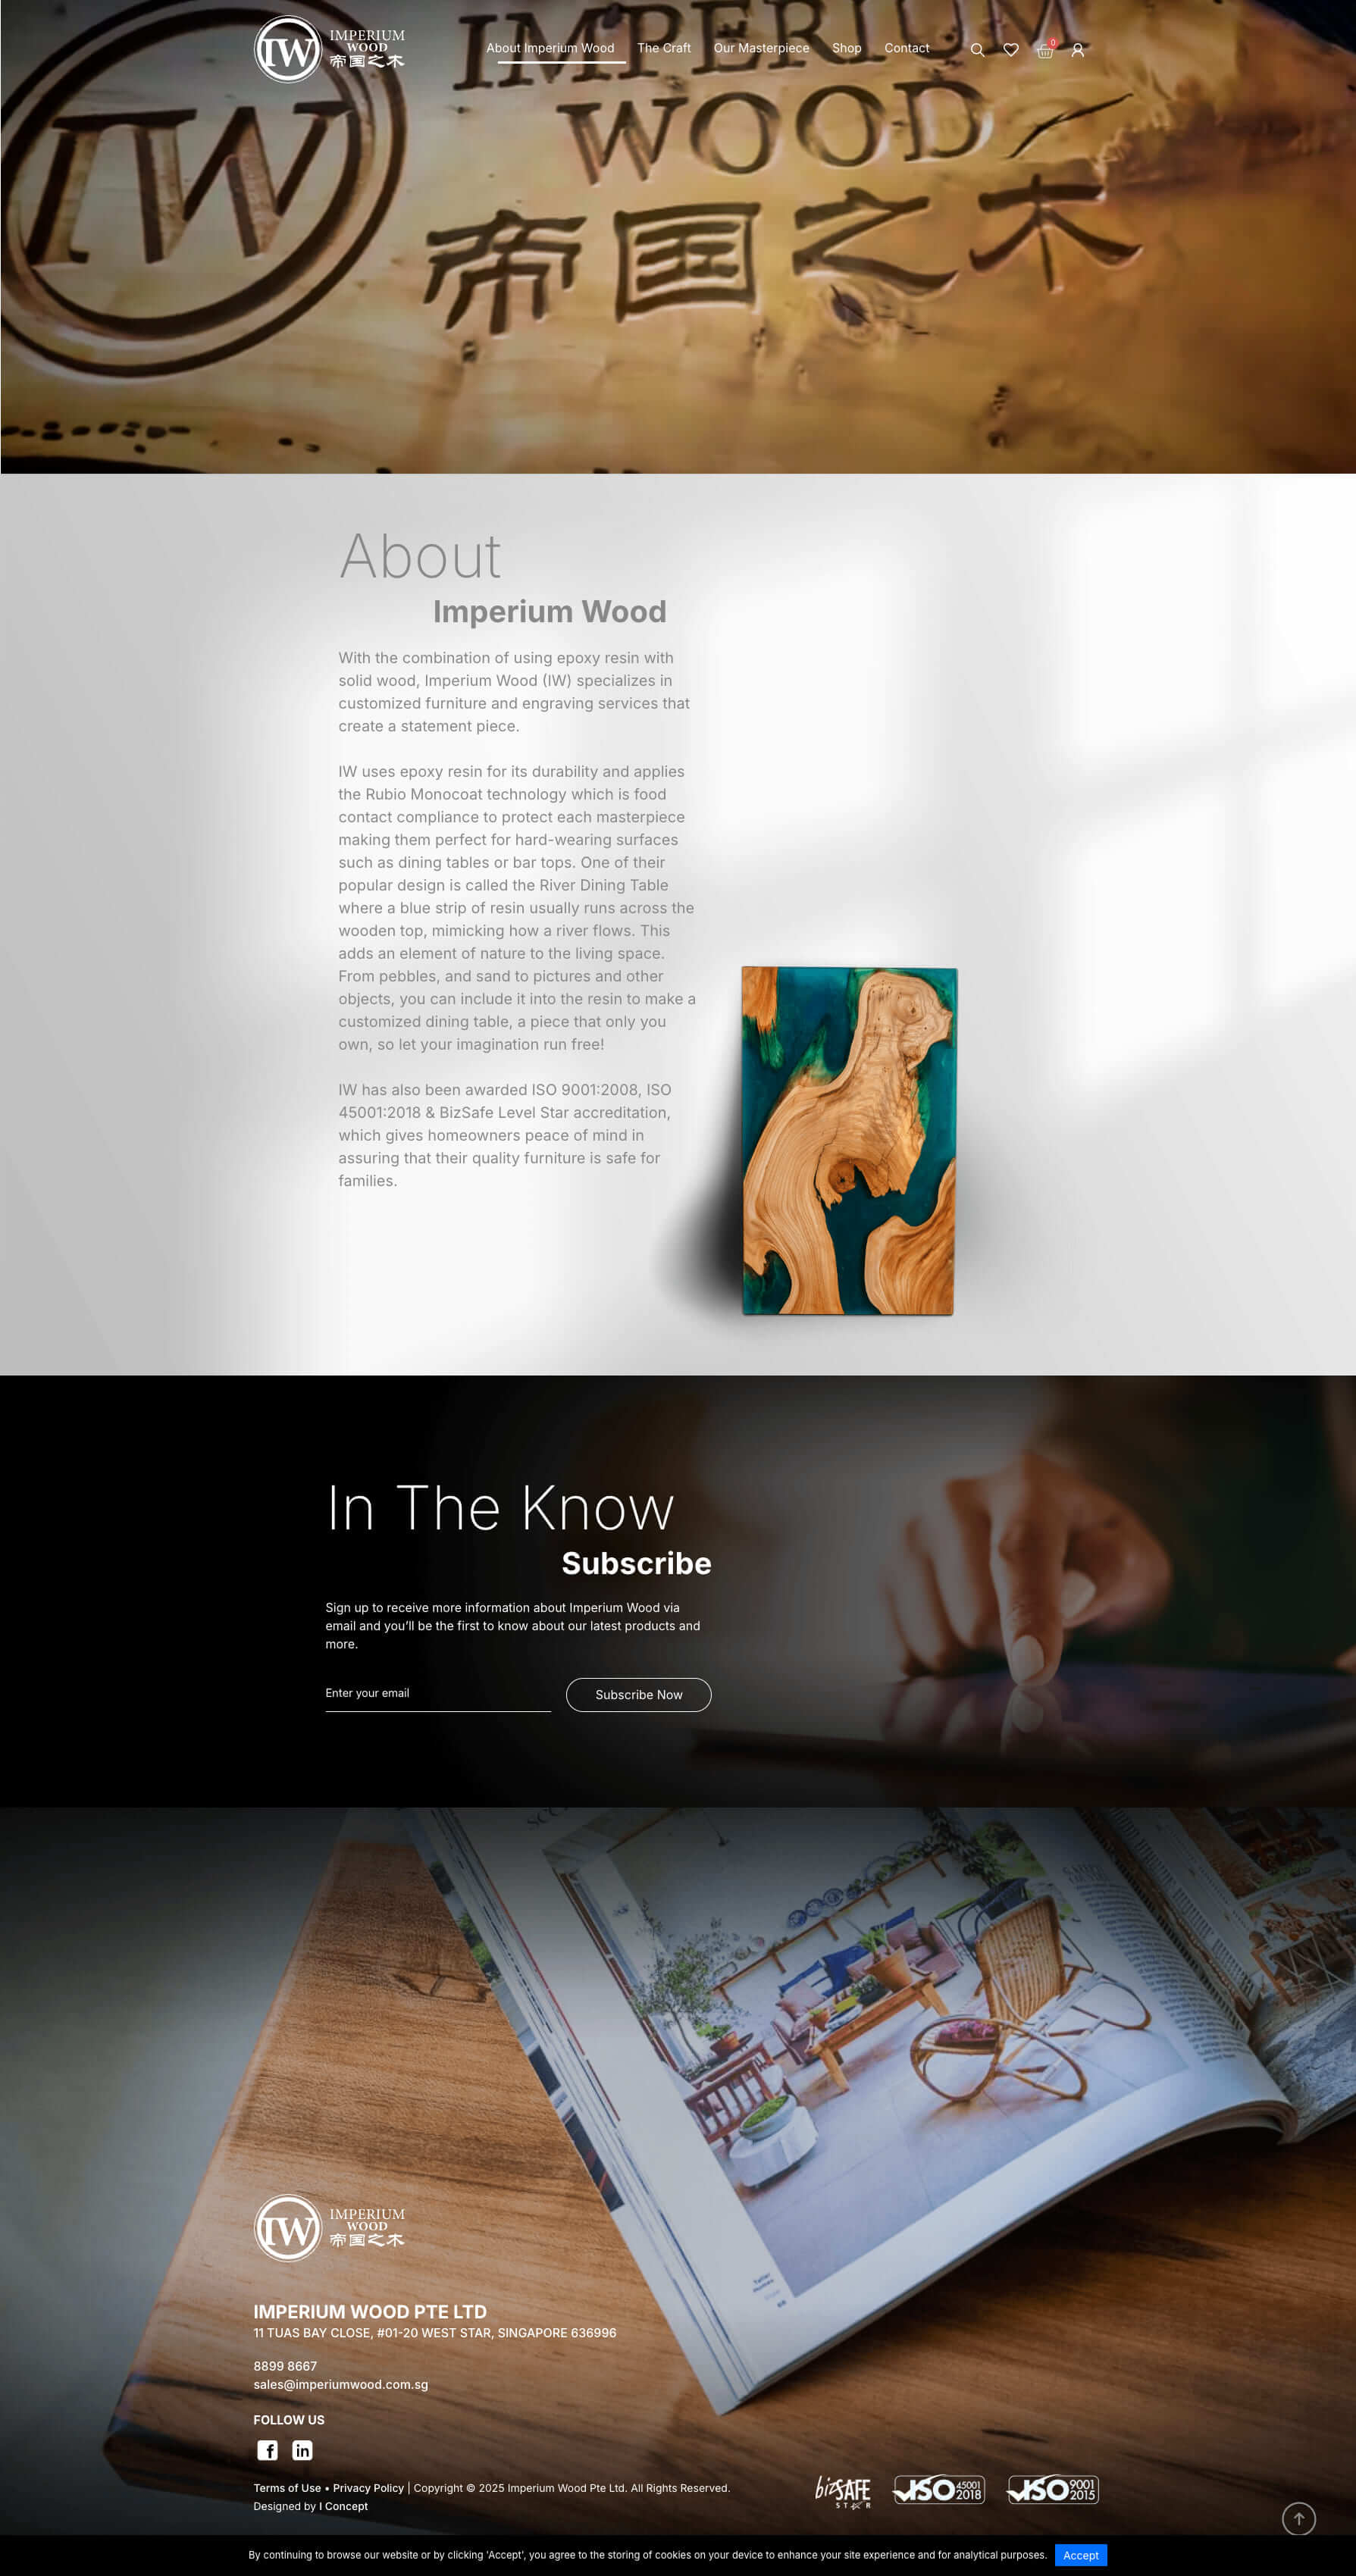 IW
IMPERIUM
WOOD
帝国之木
About Imperium Wood
The Craft
Our Masterpiece
Shop
Contact
0
IW
IMPERIUM
WOOD
帝国之木
About
Imperium Wood
With the combination of using epoxy resin with
solid wood, Imperium Wood (IW) specializes in
customized furniture and engraving services that
create a statement piece.
IW uses epoxy resin for its durability and applies
the Rubio Monocoat technology which is food
contact compliance to protect each masterpiece
making them perfect for hard-wearing surfaces
such as dining tables or bar tops. One of their
popular design is called the River Dining Table
where a blue strip of resin usually runs across the
wooden top, mimicking how a river flows. This
adds an element of nature to the living space.
From pebbles, and sand to pictures and other
objects, you can include it into the resin to make a
customized dining table, a piece that only you
own, so let your imagination run free!
IW has also been awarded ISO 9001:2008, ISO
45001:2018 & BizSafe Level Star accreditation,
which gives homeowners peace of mind in
assuring that their quality furniture is safe for
families.
In The Know
Subscribe
Sign up to receive more information about Imperium Wood via
email and you’ll be the first to know about our latest products and
more.
Enter your email
Subscribe Now
IW
IMPERIUM
WOOD
帝国之木
IMPERIUM WOOD PTE LTD
11 TUAS BAY CLOSE, #01-20 WEST STAR, SINGAPORE 636996
8899 8667
sales@imperiumwood.com.sg
FOLLOW US
f
in
Terms of Use • Privacy Policy | Copyright © 2025 Imperium Wood Pte Ltd. All Rights Reserved.
Designed by I Concept
bizSAFE
STAR
ISO 45001 2018
ISO 9001 2015
By continuing to browse our website or by clicking 'Accept', you agree to the storing of cookies on your device to enhance your site experience and for analytical purposes.
Accept